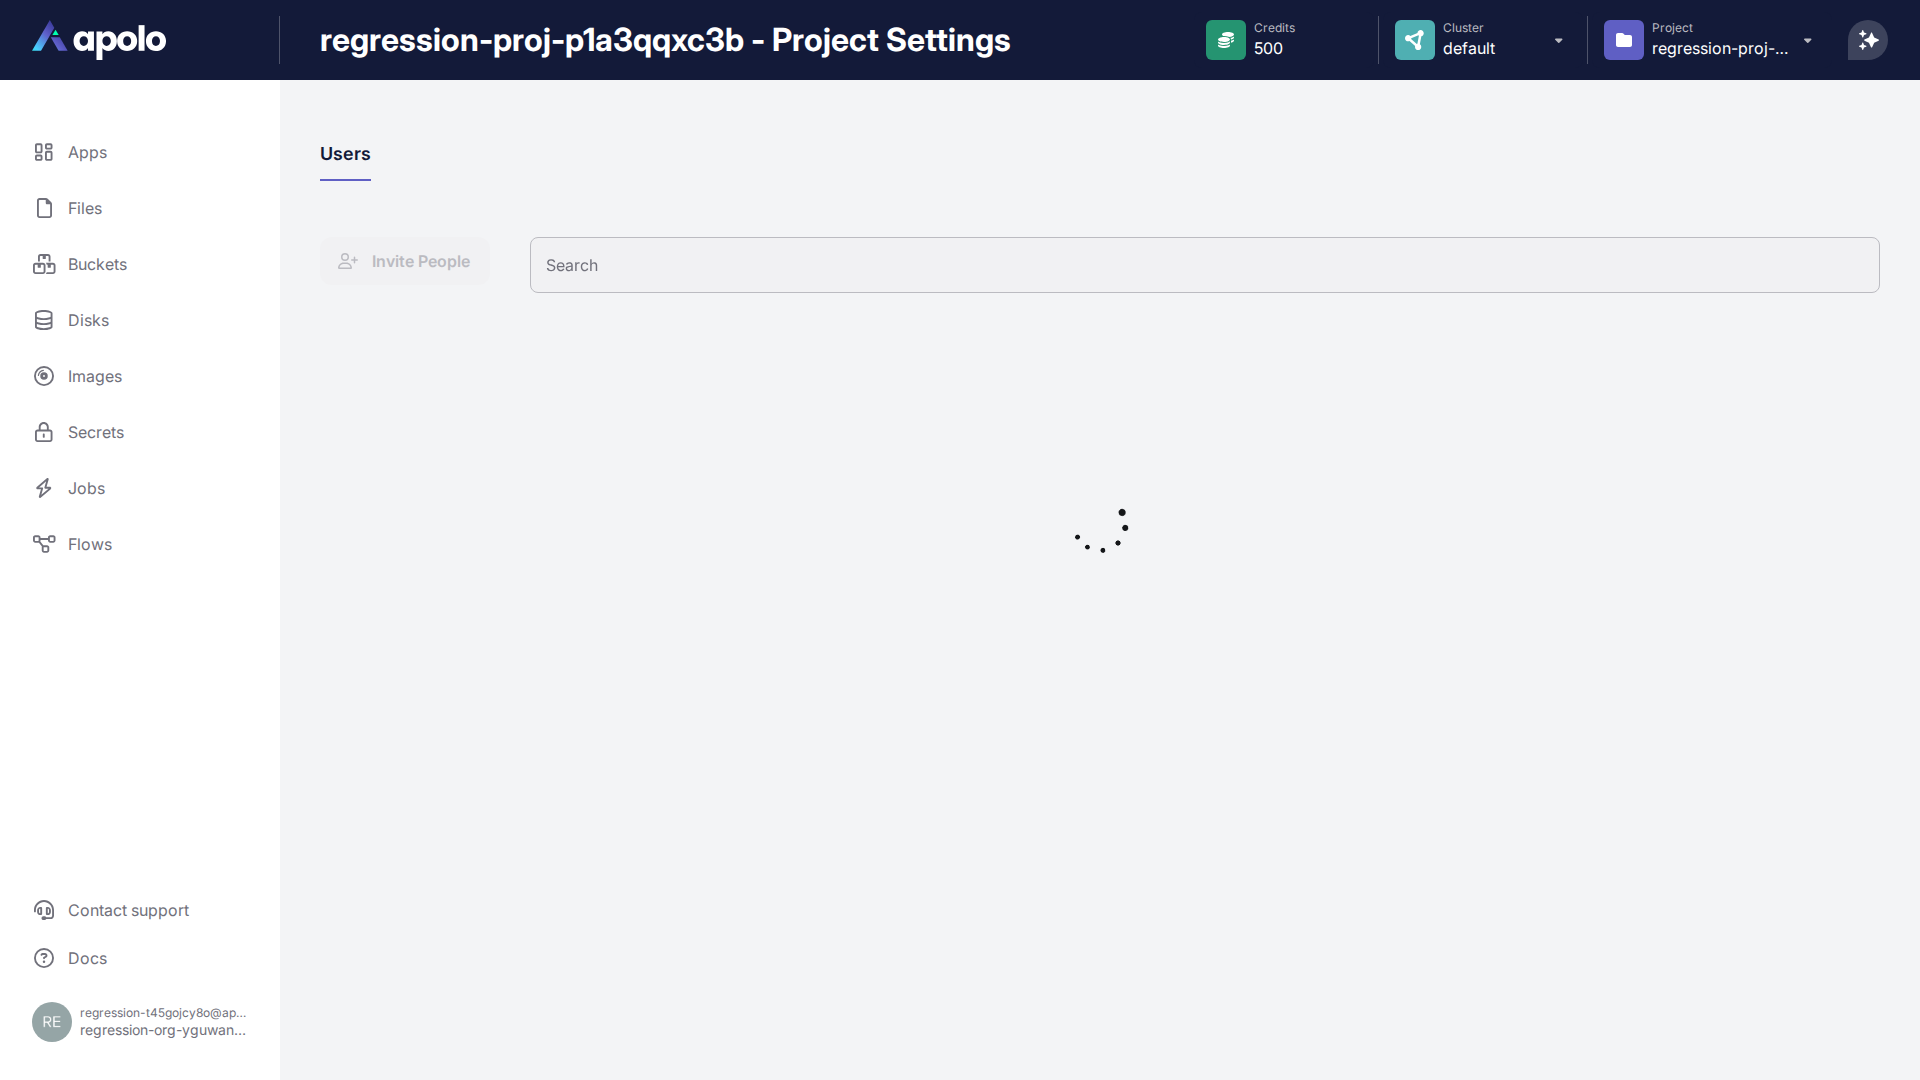 apolo
regression-proj-p1a3qqxc3b - Project Settings
Credits
500
Cluster
default
Project
regression-proj-...
Apps
Files
Buckets
Disks
Images
Secrets
Jobs
Flows
Users
Invite People
Search
Contact support
Docs
RE
regression-t45gojcy8o@ap...
regression-org-yguwan...